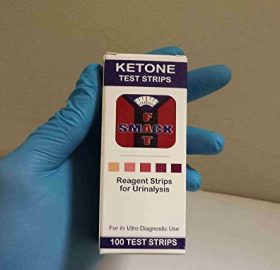 KETONE
TEST STRIPS
FAT
SMACK
Reagent Strips
for Urinalysis
For In Vitro Diagnostic Use
100 TEST STRIPS